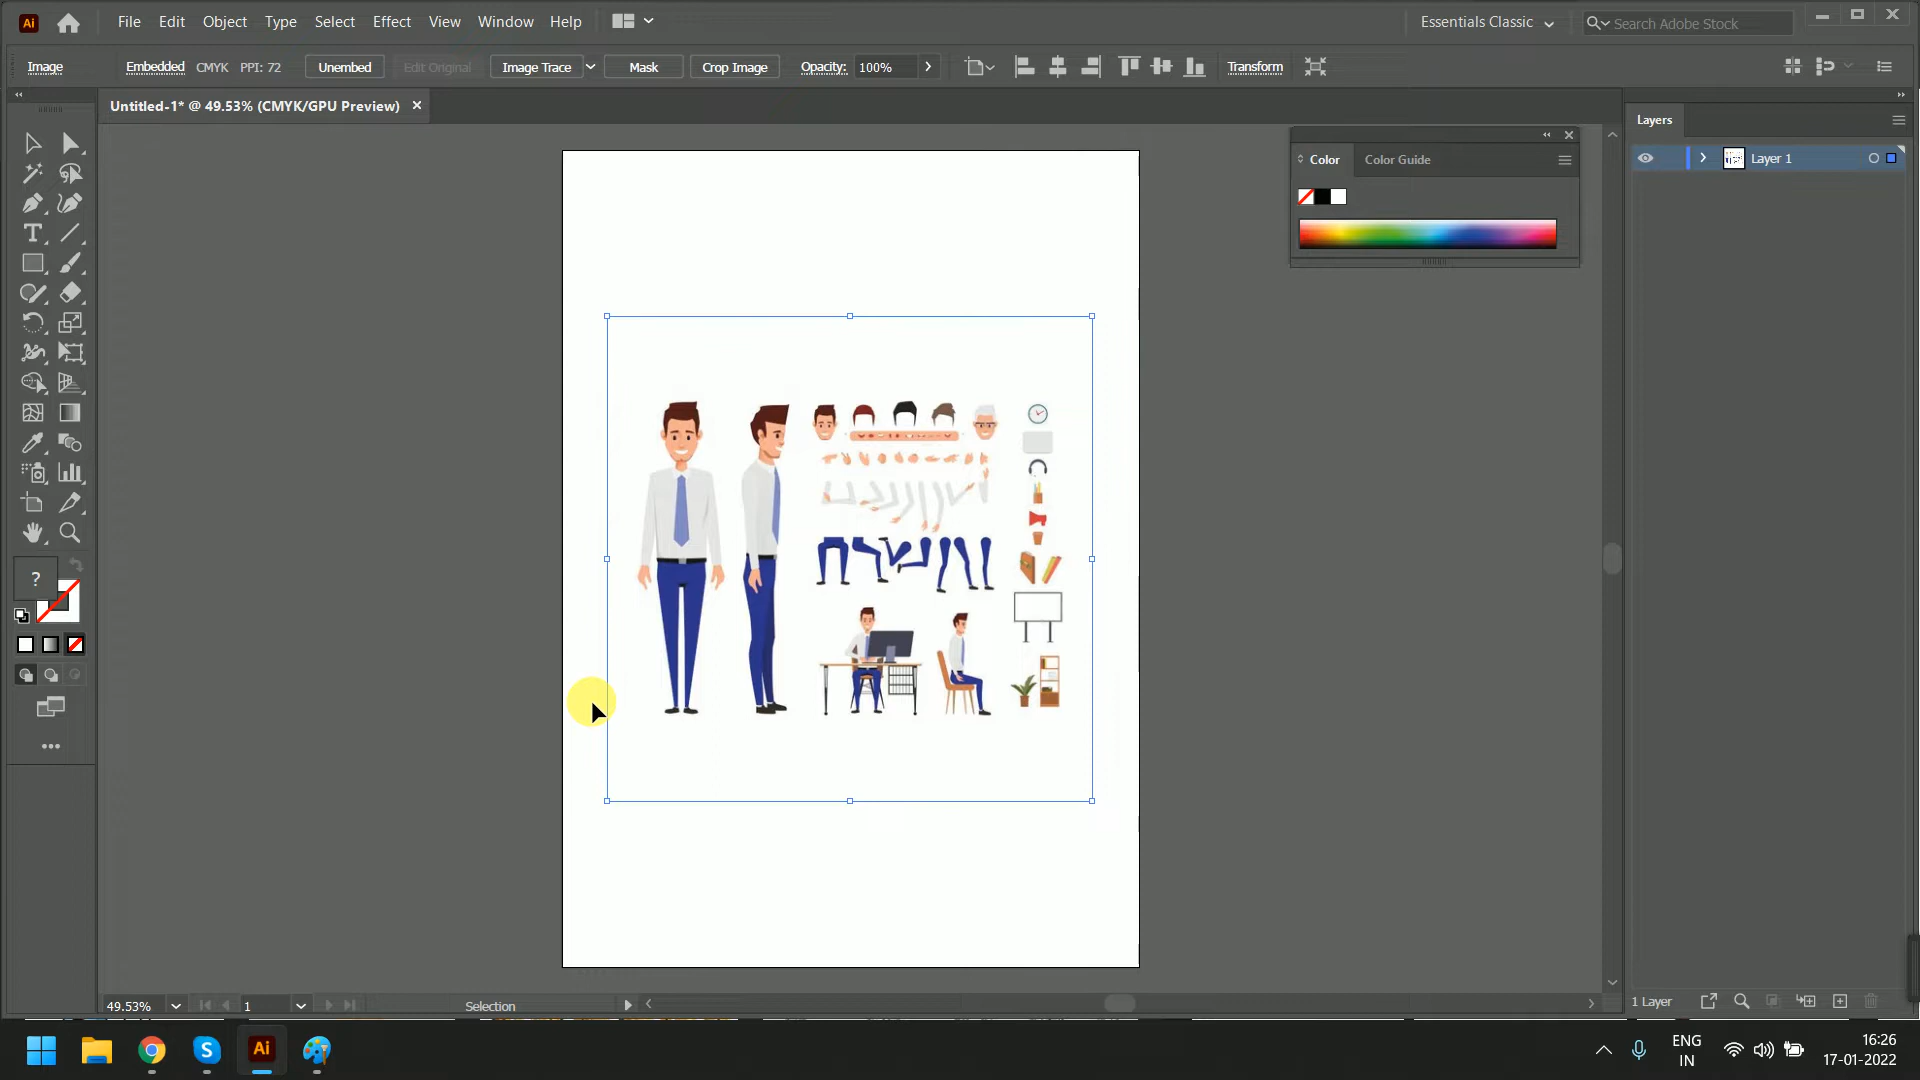 Ai File Edit Object Type Select Effect View Window Help Essentials Classic Search Adobe Stock
Image Embedded CMYK PPI: 72 Unembed Edit Original Image Trace Mask Crop Image Opacity: 100% Transform
Untitled-1* @ 49.53% (CMYK/GPU Preview) Layers
Color Color Guide
Layer 1
?
49.53% 1 Selection 1 Layer
Ai ENG 16:26
IN 17-01-2022